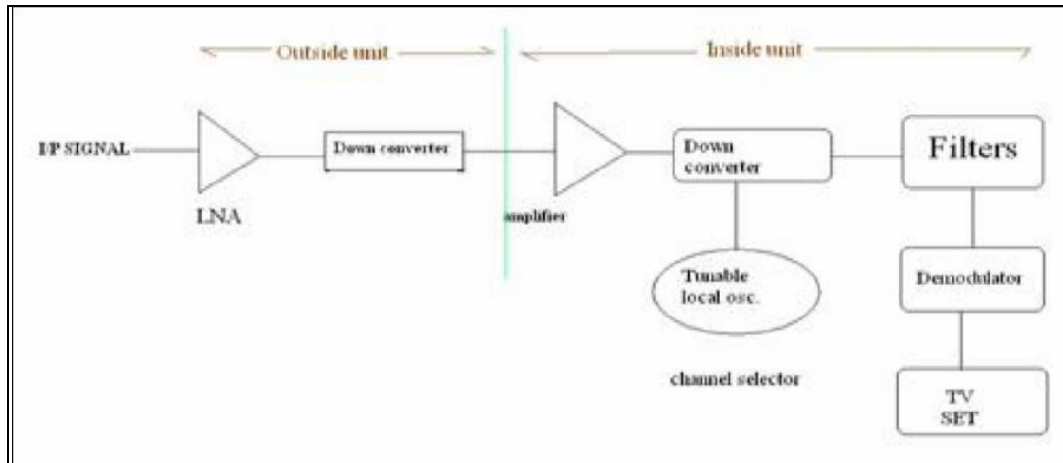 Outside unit
Inside unit
I/P SIGNAL
LNA
Down converter
amplifier
Down
converter
Filters
Tunable
local osc.
channel selector
Demodulator
TV
SET